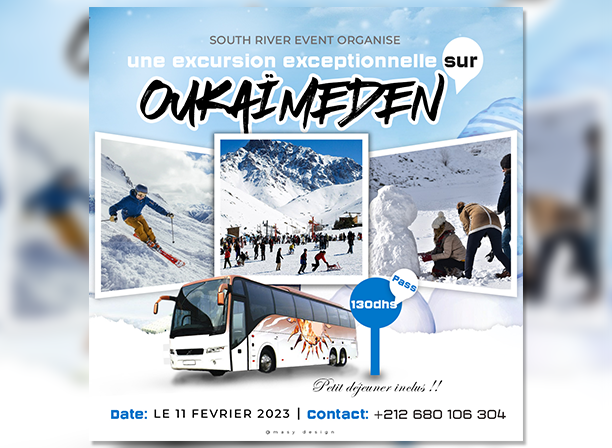 SOUTH RIVER EVENT ORGANISE
une excursion exceptionnelle sur
OUKAÏMEDEN
Pass
130dhs
Petit dejeuner inclus !!
Date: LE 11 FEVRIER 2023 | Contact: +212 680 106 304
@masy design